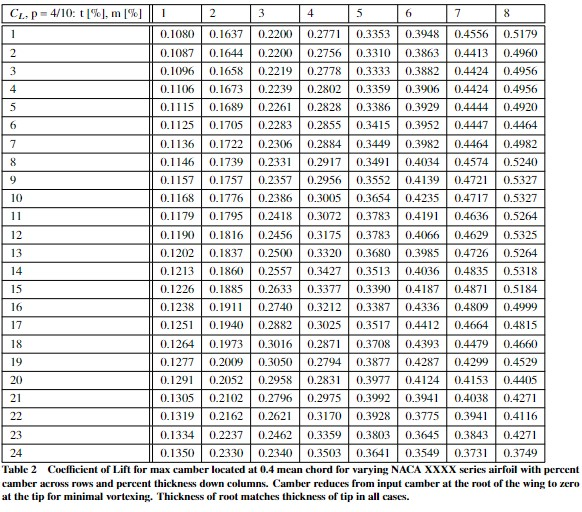 C_L, p = 4/10: t [%], m [%] 1 2 3 4 5 6 7 8
1 0.1080 0.1637 0.2200 0.2771 0.3353 0.3948 0.4556 0.5179
2 0.1087 0.1644 0.2200 0.2756 0.3310 0.3863 0.4413 0.4960
3 0.1096 0.1658 0.2219 0.2778 0.3333 0.3882 0.4424 0.4956
4 0.1106 0.1673 0.2239 0.2802 0.3359 0.3906 0.4424 0.4956
5 0.1115 0.1689 0.2261 0.2828 0.3386 0.3929 0.4444 0.4920
6 0.1125 0.1705 0.2283 0.2855 0.3415 0.3952 0.4447 0.4464
7 0.1136 0.1722 0.2306 0.2884 0.3449 0.3982 0.4464 0.4982
8 0.1146 0.1739 0.2331 0.2917 0.3491 0.4034 0.4574 0.5240
9 0.1157 0.1757 0.2357 0.2956 0.3552 0.4139 0.4721 0.5327
10 0.1168 0.1776 0.2386 0.3005 0.3654 0.4235 0.4717 0.5327
11 0.1179 0.1795 0.2418 0.3072 0.3783 0.4191 0.4636 0.5264
12 0.1190 0.1816 0.2456 0.3175 0.3783 0.4066 0.4629 0.5325
13 0.1202 0.1837 0.2500 0.3320 0.3680 0.3985 0.4726 0.5264
14 0.1213 0.1860 0.2557 0.3427 0.3513 0.4036 0.4835 0.5318
15 0.1226 0.1885 0.2633 0.3377 0.3390 0.4187 0.4871 0.5184
16 0.1238 0.1911 0.2740 0.3212 0.3387 0.4336 0.4809 0.4999
17 0.1251 0.1940 0.2882 0.3025 0.3517 0.4412 0.4664 0.4815
18 0.1264 0.1973 0.3016 0.2871 0.3708 0.4393 0.4479 0.4660
19 0.1277 0.2009 0.3050 0.2794 0.3877 0.4287 0.4299 0.4529
20 0.1291 0.2052 0.2958 0.2831 0.3977 0.4124 0.4153 0.4405
21 0.1305 0.2102 0.2796 0.2975 0.3992 0.3941 0.4038 0.4271
22 0.1319 0.2162 0.2621 0.3170 0.3928 0.3775 0.3941 0.4116
23 0.1334 0.2237 0.2462 0.3359 0.3803 0.3645 0.3843 0.4271
24 0.1350 0.2330 0.2340 0.3503 0.3641 0.3549 0.3731 0.3749
Table 2 Coefficient of Lift for max camber located at 0.4 mean chord for varying NACA XXXX series airfoil with percent
camber across rows and percent thickness down columns. Camber reduces from input camber at the root of the wing to zero
at the tip for minimal vortexing. Thickness of root matches thickness of tip in all cases.